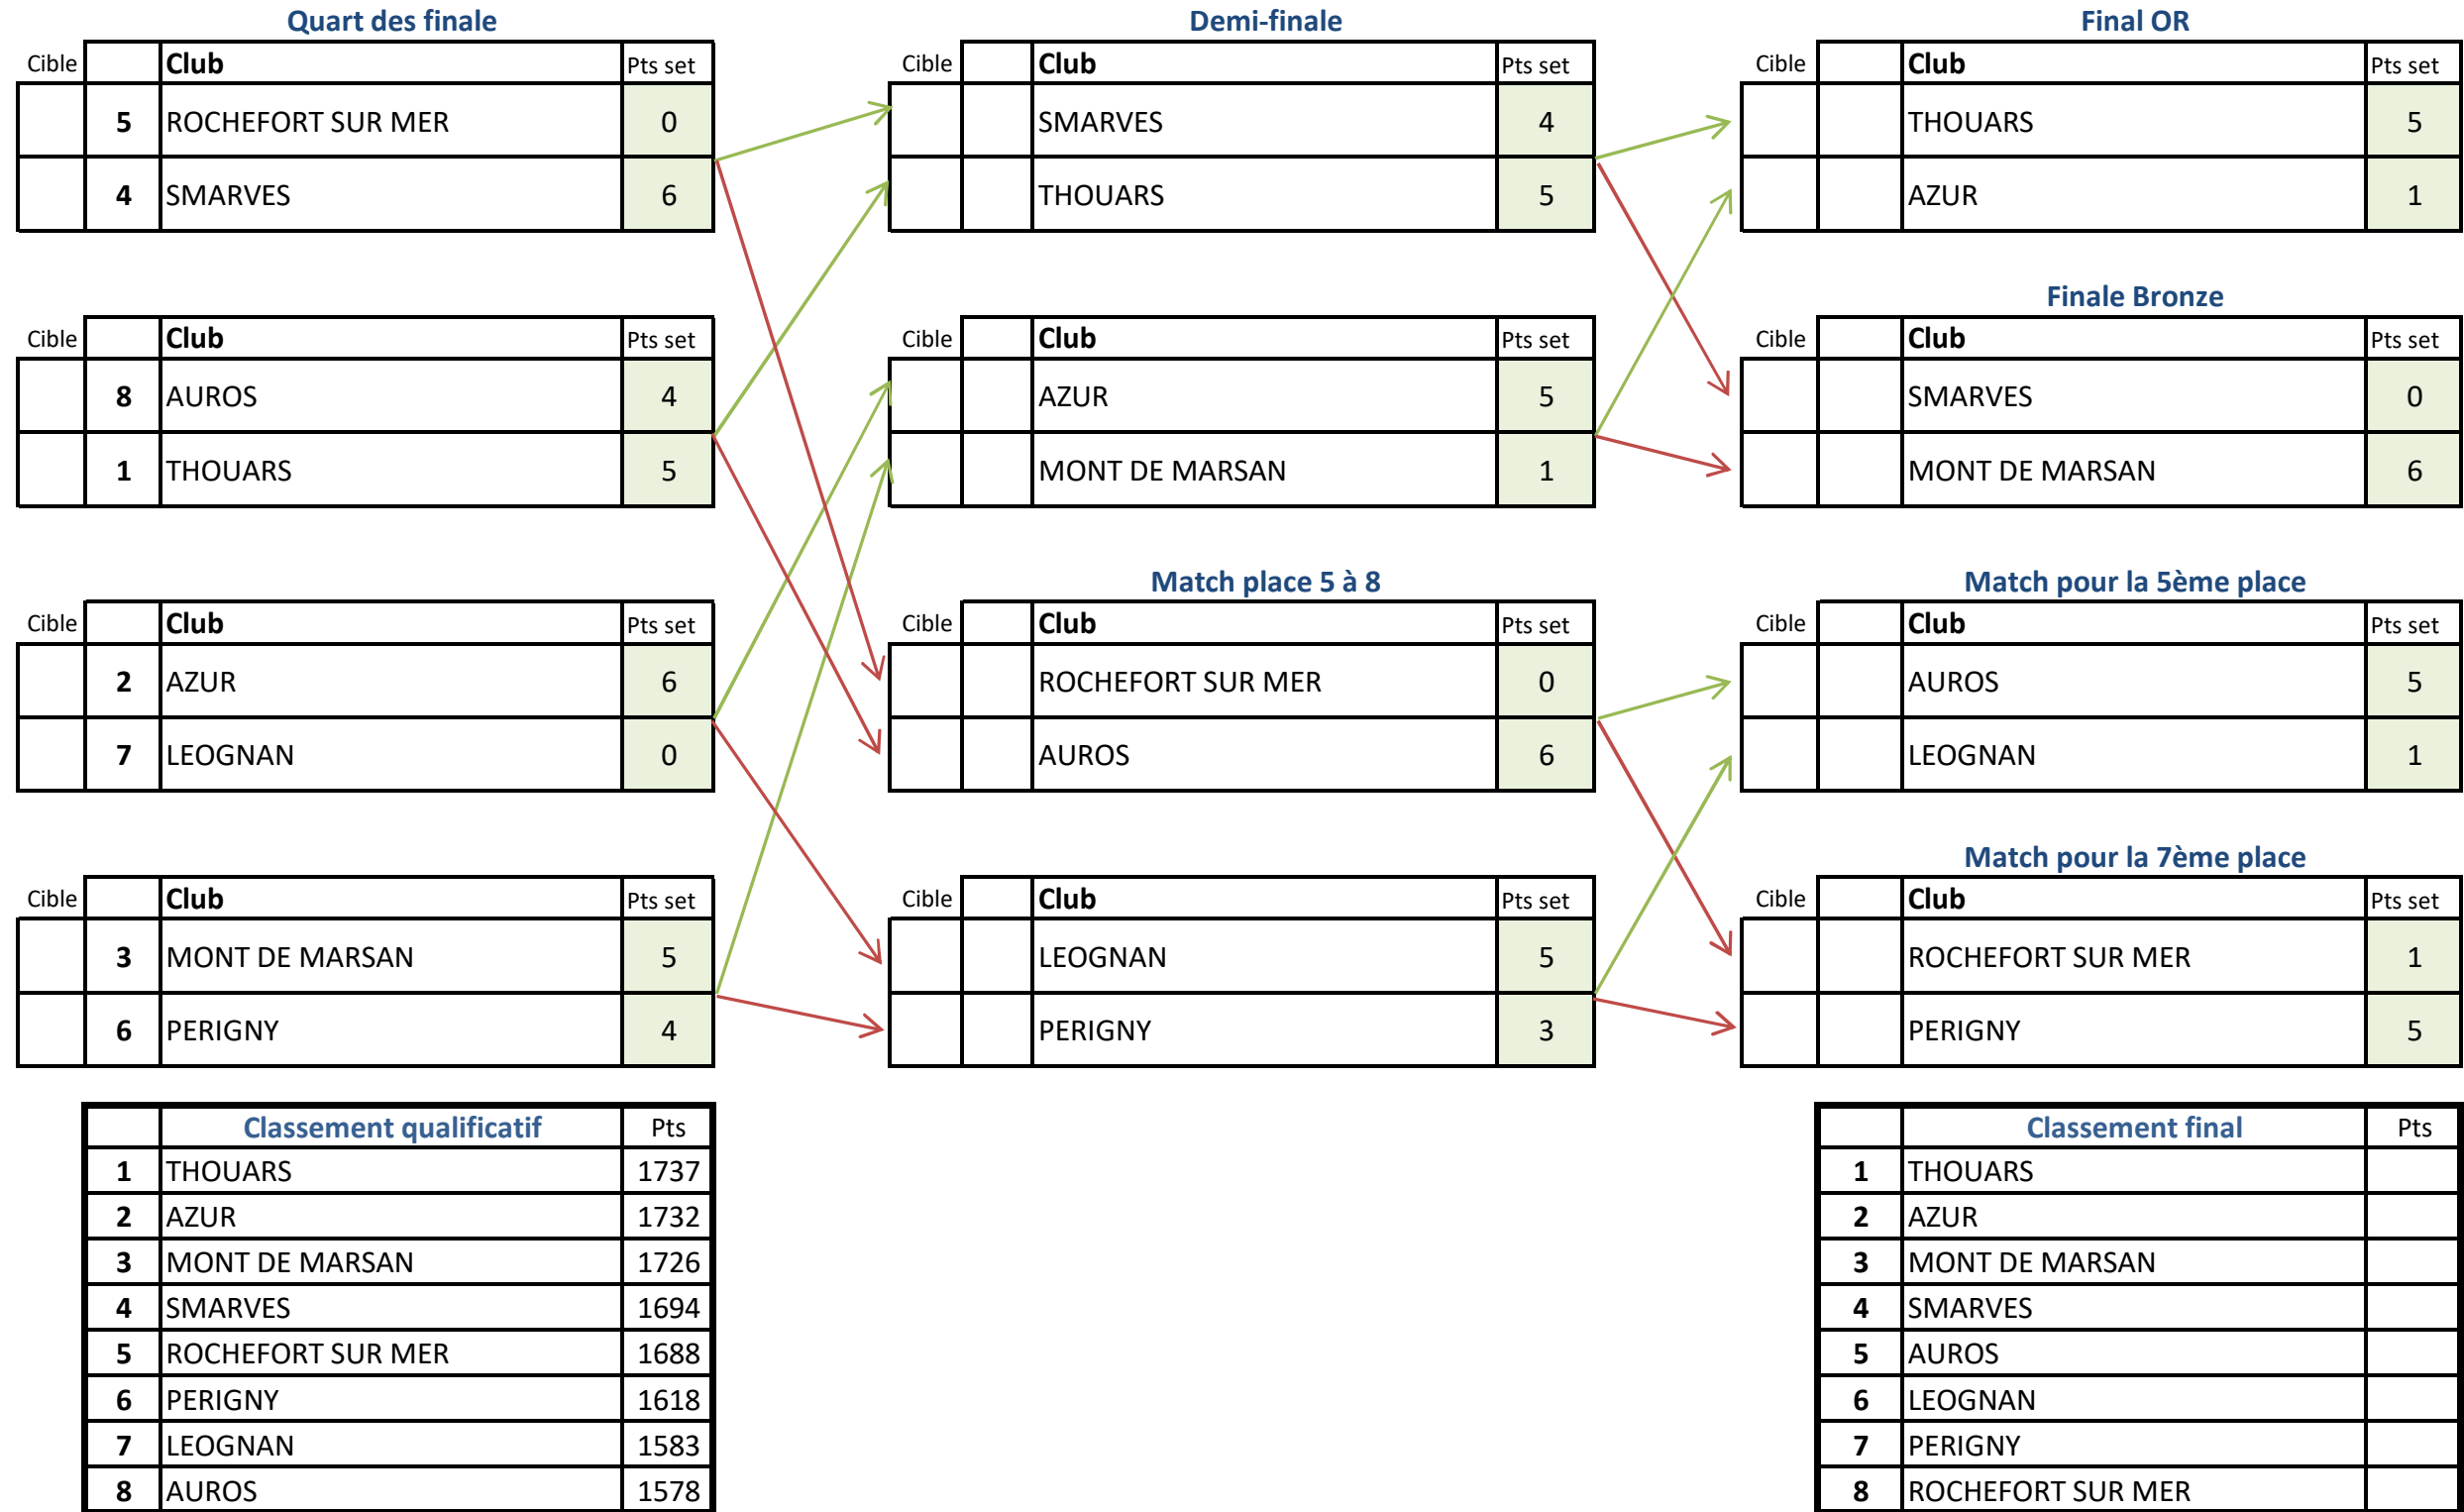 Quart des finale Demi-finale Final OR
Cible Club Pts set Cible Club Pts set Cible Club Pts set
5 ROCHEFORT SUR MER 0 SMARVES 4 THOUARS 5
4 SMARVES 6 THOUARS 5 AZUR 1
Finale Bronze
Cible Club Pts set Cible Club Pts set Cible Club Pts set
8 AUROS 4 AZUR 5 SMARVES 0
1 THOUARS 5 MONT DE MARSAN 1 MONT DE MARSAN 6
Match place 5 à 8 Match pour la 5ème place
Cible Club Pts set Cible Club Pts set Cible Club Pts set
2 AZUR 6 ROCHEFORT SUR MER 0 AUROS 5
7 LEOGNAN 0 AUROS 6 LEOGNAN 1
Match pour la 7ème place
Cible Club Pts set Cible Club Pts set Cible Club Pts set
3 MONT DE MARSAN 5 LEOGNAN 5 ROCHEFORT SUR MER 1
6 PERIGNY 4 PERIGNY 3 PERIGNY 5
Classement qualificatif Pts Classement final Pts
1 THOUARS 1737 1 THOUARS
2 AZUR 1732 2 AZUR
3 MONT DE MARSAN 1726 3 MONT DE MARSAN
4 SMARVES 1694 4 SMARVES
5 ROCHEFORT SUR MER 1688 5 AUROS
6 PERIGNY 1618 6 LEOGNAN
7 LEOGNAN 1583 7 PERIGNY
8 AUROS 1578 8 ROCHEFORT SUR MER